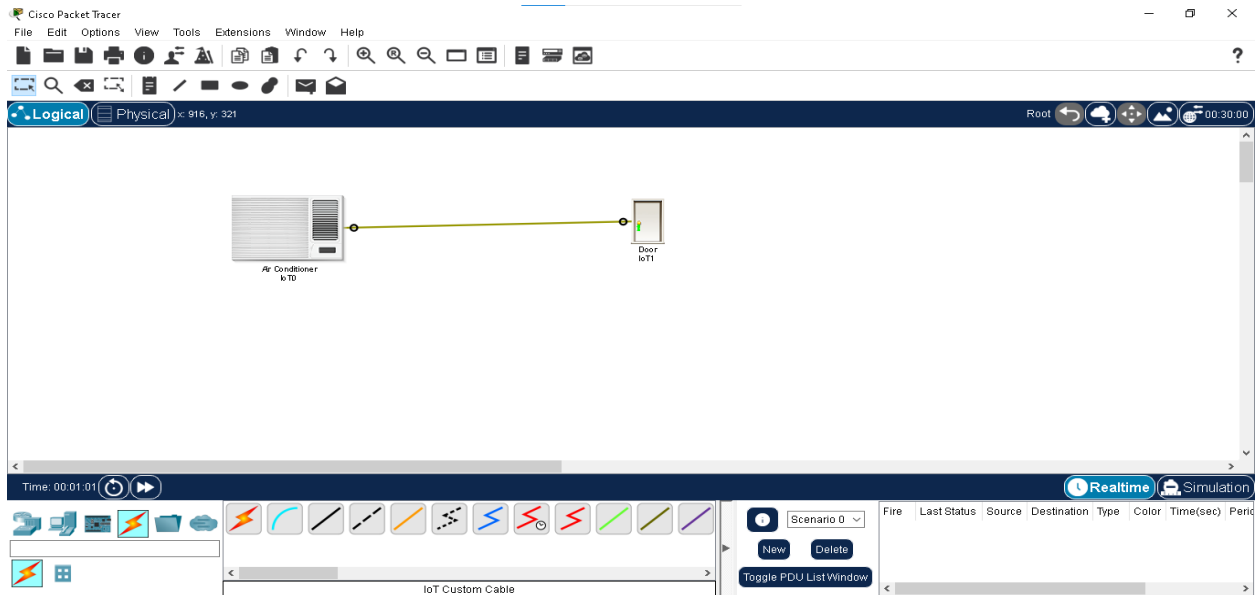 Cisco Packet Tracer
File Edit Options View Tools Extensions Window Help
?
Logical Physical x: 916, y: 321 Root 00:30:00
Air Conditioner
IoT0
Door
IoT1
Time: 00:01:01 Realtime Simulation
Scenario 0
Fire Last Status Source Destination Type Color Time(sec) Perio
New Delete
Toggle PDU List Window
IoT Custom Cable